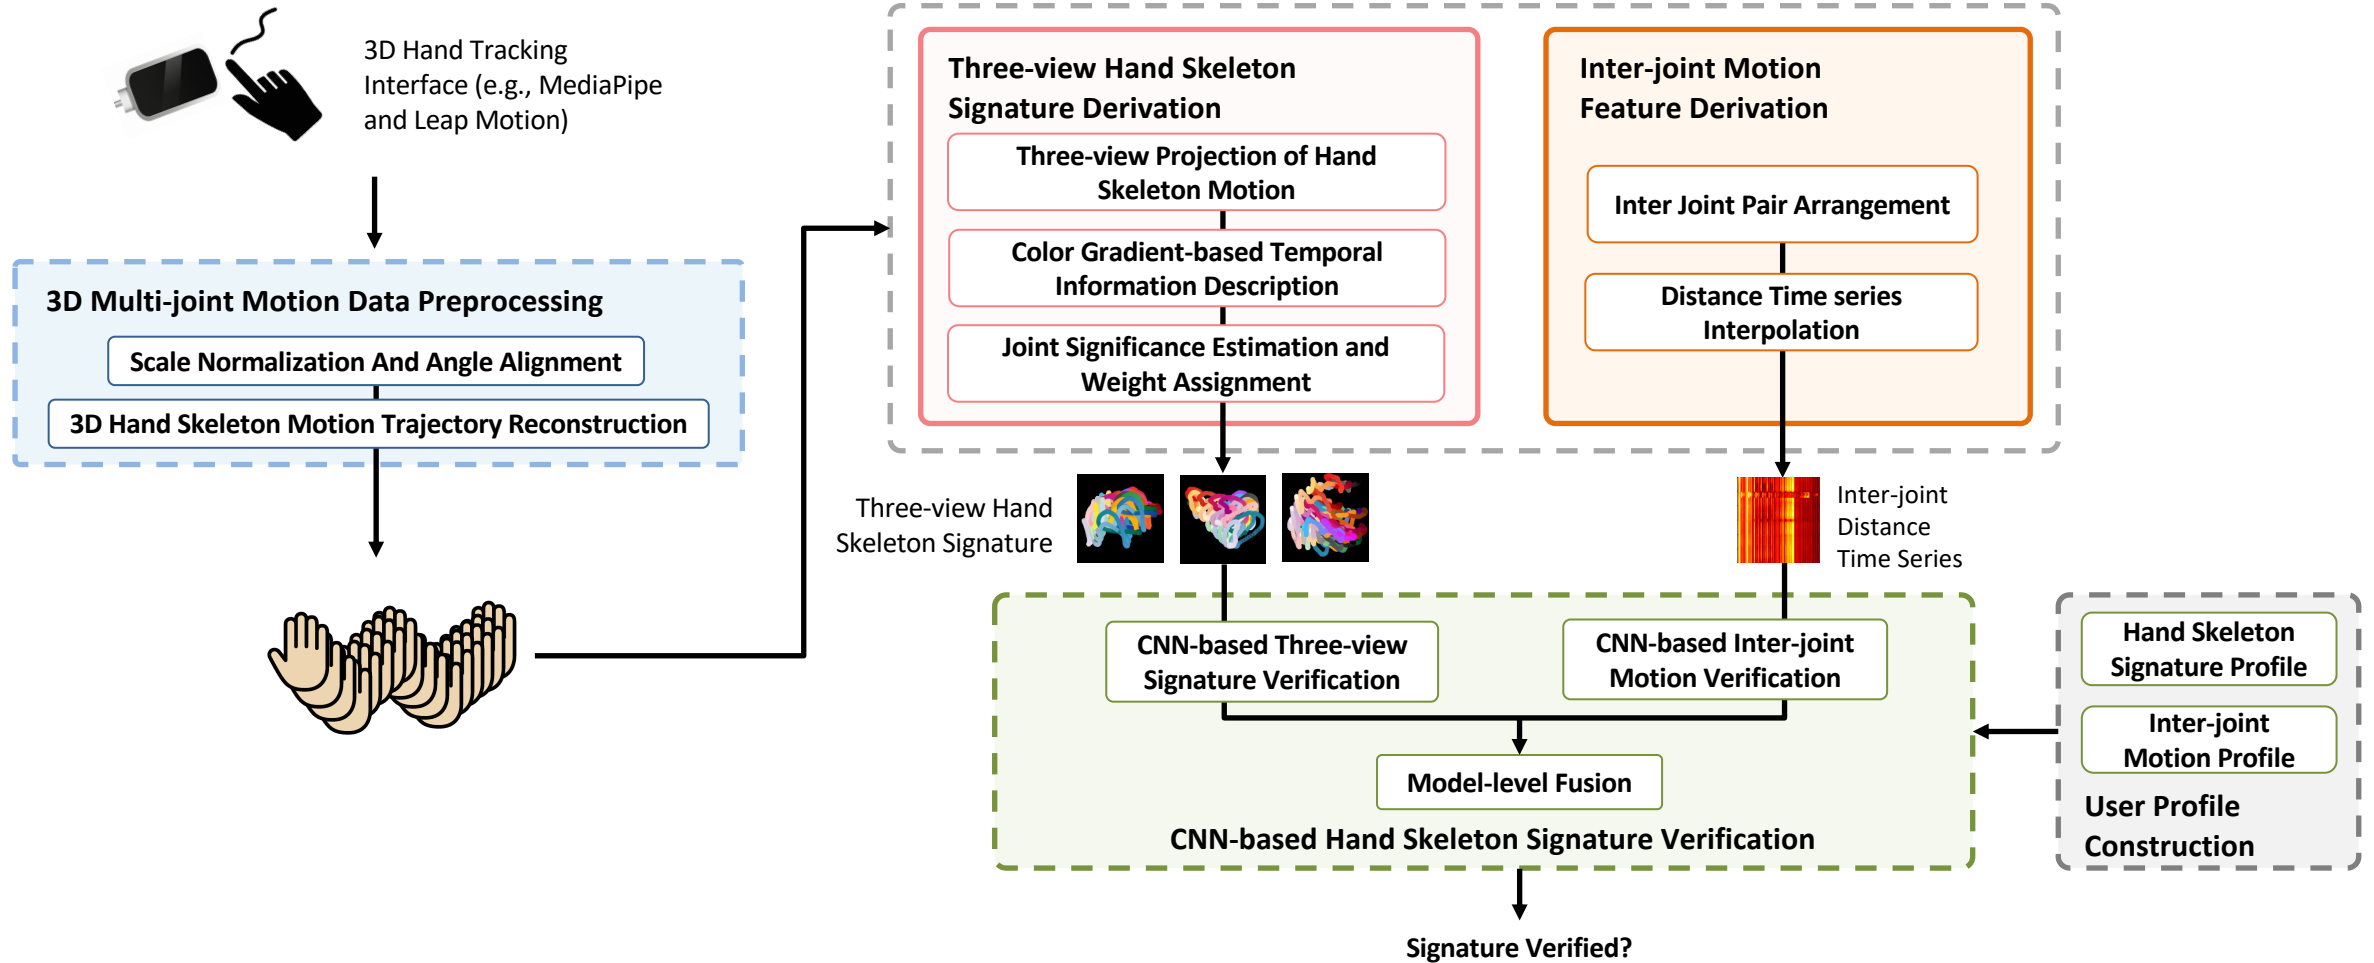 3D Hand Tracking
Interface (e.g., MediaPipe
and Leap Motion)
3D Multi-joint Motion Data Preprocessing
Scale Normalization And Angle Alignment
3D Hand Skeleton Motion Trajectory Reconstruction
Three-view Hand Skeleton
Signature Derivation
Three-view Projection of Hand
Skeleton Motion
Color Gradient-based Temporal
Information Description
Joint Significance Estimation and
Weight Assignment
Inter-joint Motion
Feature Derivation
Inter Joint Pair Arrangement
Distance Time series
Interpolation
Three-view Hand
Skeleton Signature
Inter-joint
Distance
Time Series
CNN-based Three-view
Signature Verification
CNN-based Inter-joint
Motion Verification
Model-level Fusion
CNN-based Hand Skeleton Signature Verification
Hand Skeleton
Signature Profile
Inter-joint
Motion Profile
User Profile
Construction
Signature Verified?